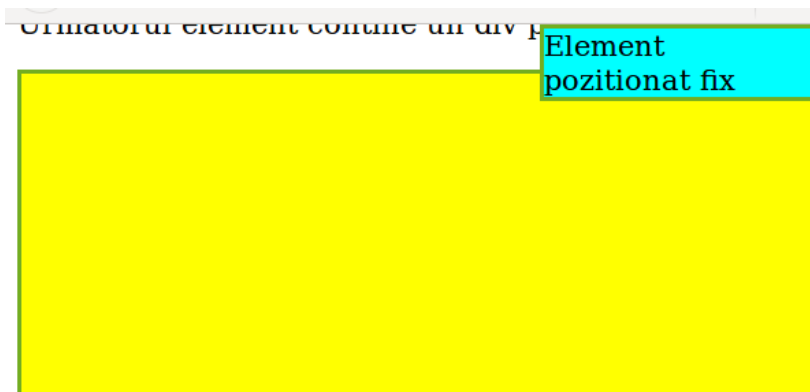 Urmatorul element contine un div p
Element
pozitionat fix